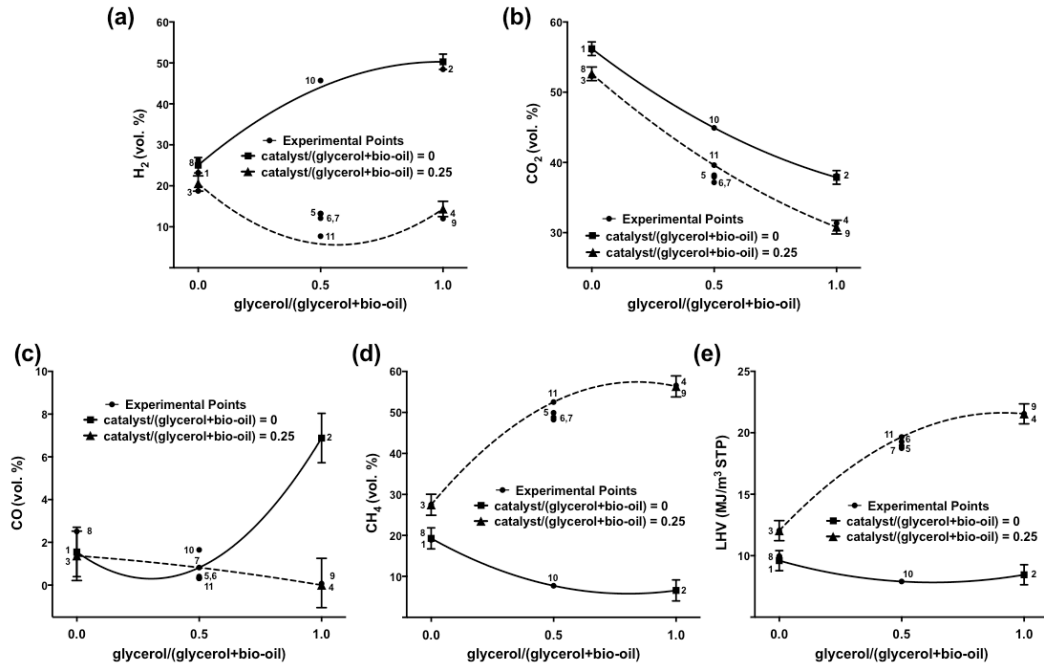 (a)
60
50
40
30
20
10
H2 (vol. %)
8
1
3
10
5
6,7
11
2
4
9
Experimental Points
catalyst/(glycerol+bio-oil) = 0
catalyst/(glycerol+bio-oil) = 0.25
0.0 0.5 1.0
glycerol/(glycerol+bio-oil)
(b)
60
50
40
30
CO2 (vol. %)
1
8
3
10
11
5
6,7
2
4
9
Experimental Points
catalyst/(glycerol+bio-oil) = 0
catalyst/(glycerol+bio-oil) = 0.25
0.0 0.5 1.0
glycerol/(glycerol+bio-oil)
(c)
10
8
6
4
2
0
CO (vol. %)
8
1
3
10
7
5,6
11
2
9
4
Experimental Points
catalyst/(glycerol+bio-oil) = 0
catalyst/(glycerol+bio-oil) = 0.25
0.0 0.5 1.0
glycerol/(glycerol+bio-oil)
(d)
60
50
40
30
20
10
CH4 (vol. %)
3
8
1
11
5
6,7
10
4
9
2
Experimental Points
catalyst/(glycerol+bio-oil) = 0
catalyst/(glycerol+bio-oil) = 0.25
0.0 0.5 1.0
glycerol/(glycerol+bio-oil)
(e)
25
20
15
10
LHV (MJ/m3 STP)
3
8
1
11
6
7
5
10
9
4
2
Experimental Points
catalyst/(glycerol+bio-oil) = 0
catalyst/(glycerol+bio-oil) = 0.25
0.0 0.5 1.0
glycerol/(glycerol+bio-oil)